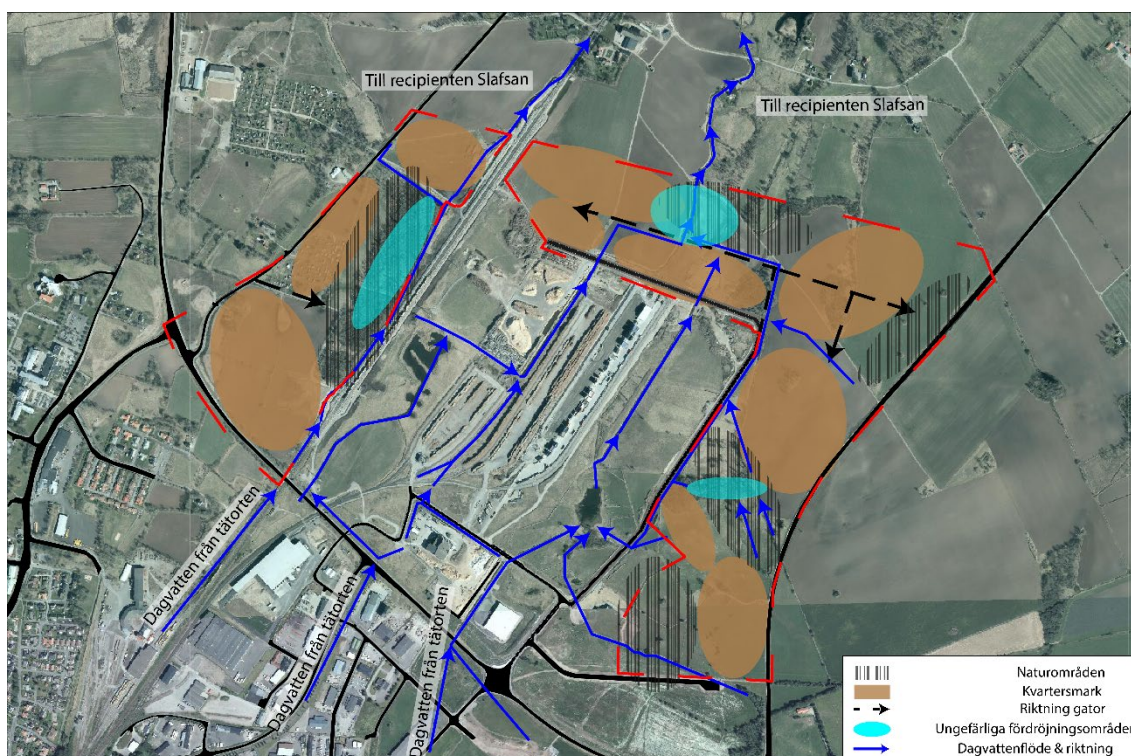 Till recipienten Slafsan
Till recipienten Slafsan
Dagvatten från tätorten
Dagvatten från tätorten
Dagvatten från tätorten
Naturområden
Kvartersmark
Riktning gator
Ungefärliga fördröjningsområden
Dagvattenflöde & riktning